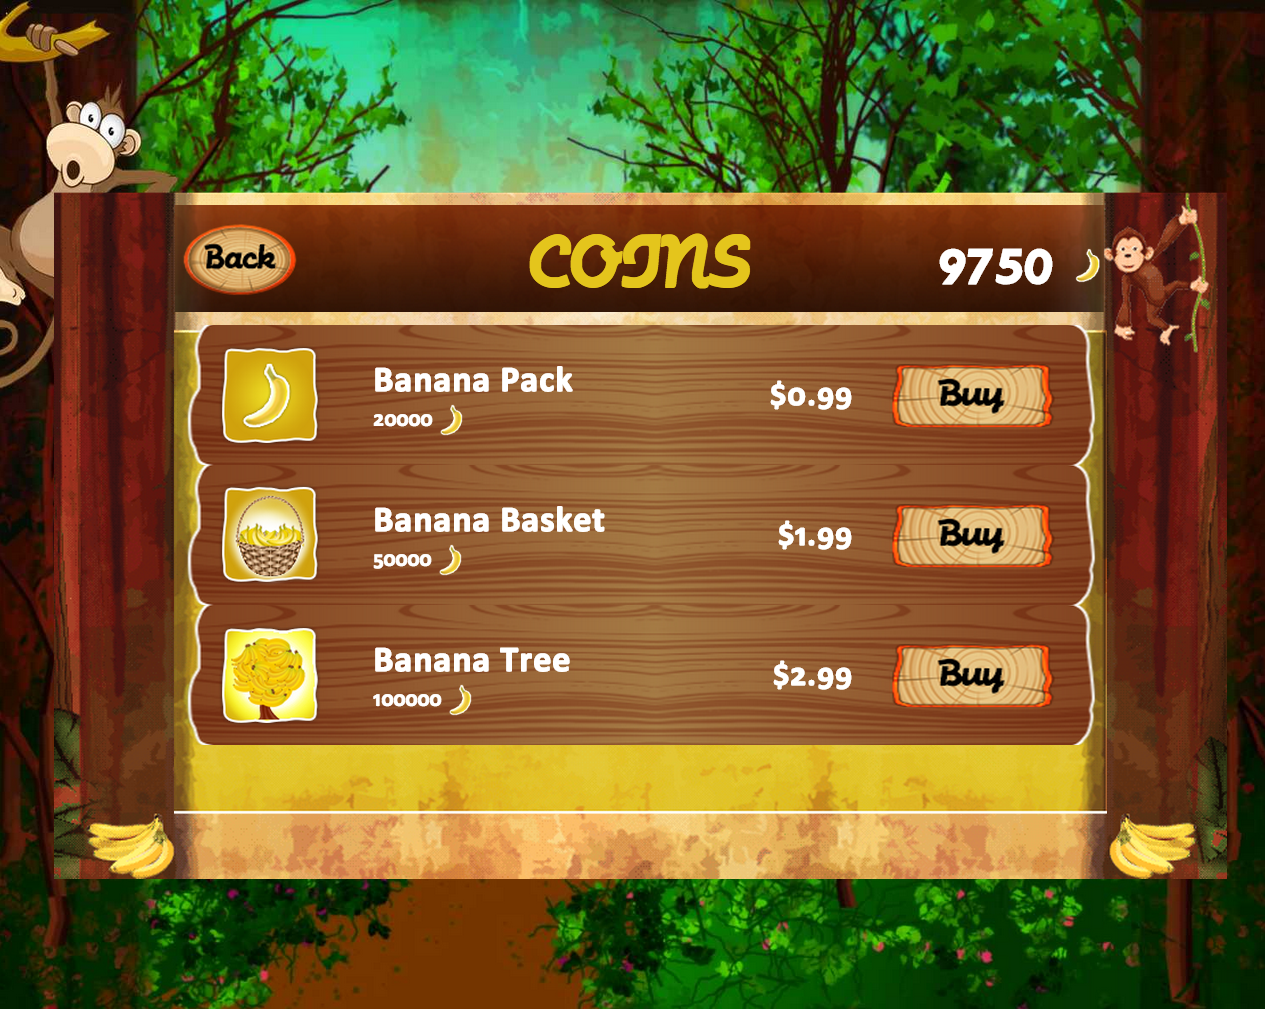 Back
COINS
9750
Banana Pack
20000
$0.99
Buy
Banana Basket
50000
$1.99
Buy
Banana Tree
100000
$2.99
Buy